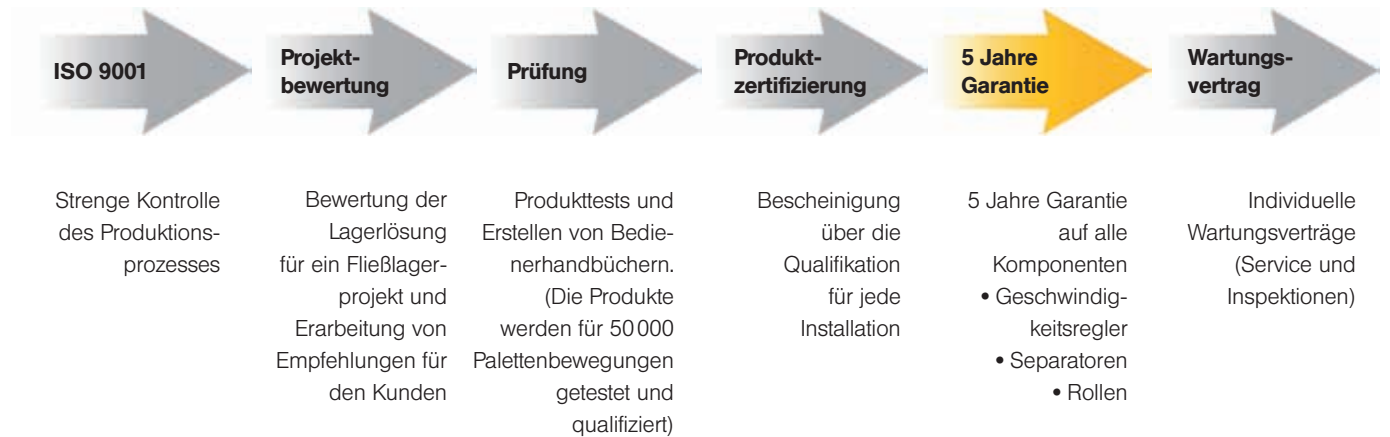 ISO 9001
Projekt-
bewertung
Prüfung
Produkt-
zertifizierung
5 Jahre
Garantie
Wartungs-
vertrag
Strenge Kontrolle
des Produktions-
prozesses
Bewertung der
Lagerlösung
für ein Fließlager-
projekt und
Erarbeitung von
Empfehlungen für
den Kunden
Produkttests und
Erstellen von Bedie-
nerhandbüchern.
(Die Produkte
werden für 50 000
Palettenbewegungen
getestet und
qualifiziert)
Bescheinigung
über die
Qualifikation
für jede
Installation
5 Jahre Garantie
auf alle
Komponenten
• Geschwindig-
keitsregler
• Separatoren
• Rollen
Individuelle
Wartungsverträge
(Service und
Inspektionen)